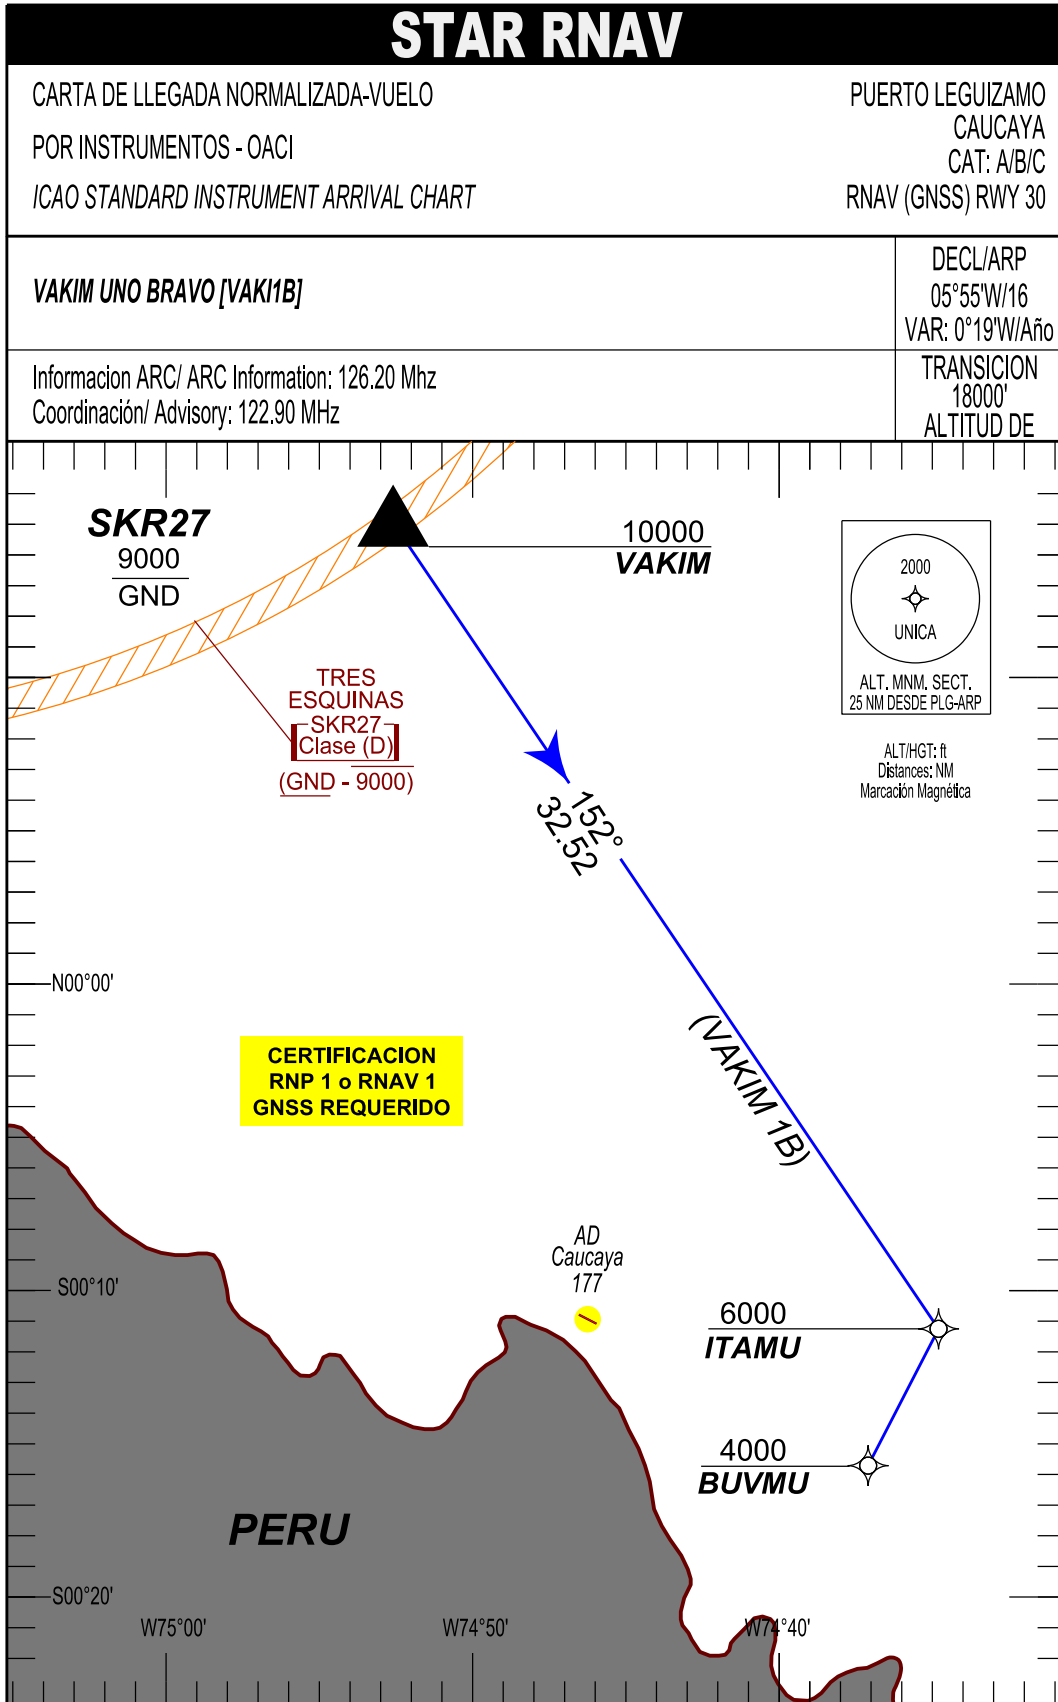 STAR RNAV
CARTA DE LLEGADA NORMALIZADA-VUELO
POR INSTRUMENTOS - OACI
ICAO STANDARD INSTRUMENT ARRIVAL CHART
PUERTO LEGUIZAMO
CAUCAYA
CAT: A/B/C
RNAV (GNSS) RWY 30
VAKIM UNO BRAVO [VAKI1B]
DECL/ARP
05°55'W/16
VAR: 0°19'W/Año
Informacion ARC/ ARC Information: 126.20 Mhz
Coordinación/ Advisory: 122.90 MHz
TRANSICION
18000'
ALTITUD DE
SKR27
9000
GND
10000
VAKIM
2000
UNICA
ALT. MNM. SECT.
25 NM DESDE PLG-ARP
TRES
ESQUINAS
SKR27
Clase (D)
(GND - 9000)
ALT/HGT: ft
Distances: NM
Marcación Magnética
152°
32.52
N00°00'
(VAKIM 1B)
CERTIFICACION
RNP 1 o RNAV 1
GNSS REQUERIDO
AD
Caucaya
177
S00°10'
6000
ITAMU
4000
BUVMU
PERU
S00°20'
W75°00'
W74°50'
W74°40'